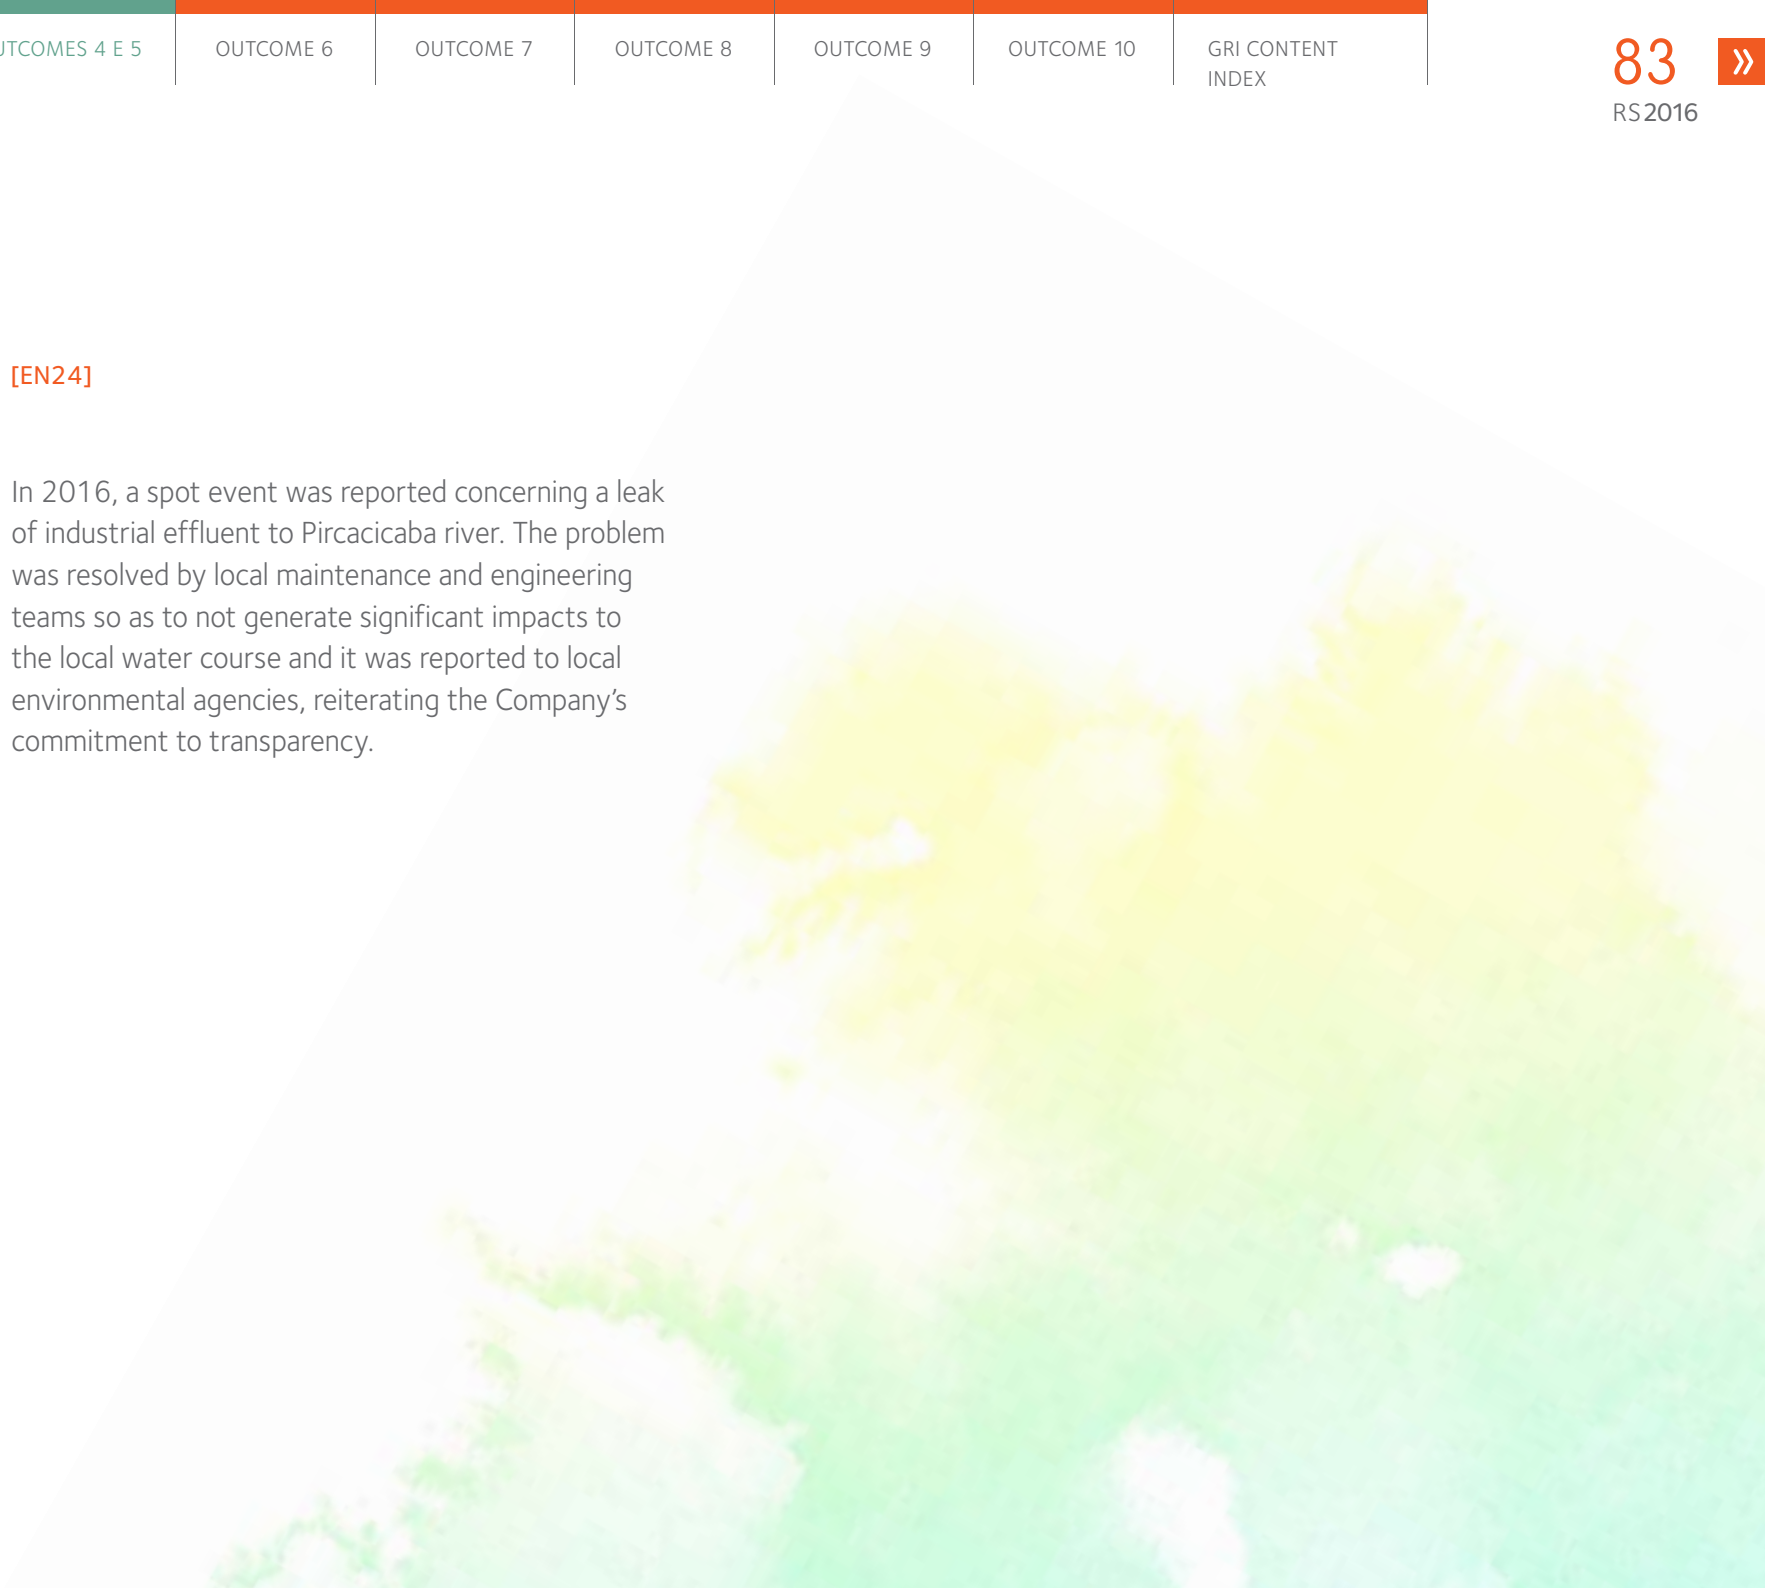 UTCOMES 4 E 5
OUTCOME 6
OUTCOME 7
OUTCOME 8
OUTCOME 9
OUTCOME 10
GRI CONTENT
INDEX
83
RS2016
[EN24]
In 2016, a spot event was reported concerning a leak
of industrial effluent to Pircacicaba river. The problem
was resolved by local maintenance and engineering
teams so as to not generate significant impacts to
the local water course and it was reported to local
environmental agencies, reiterating the Company’s
commitment to transparency.